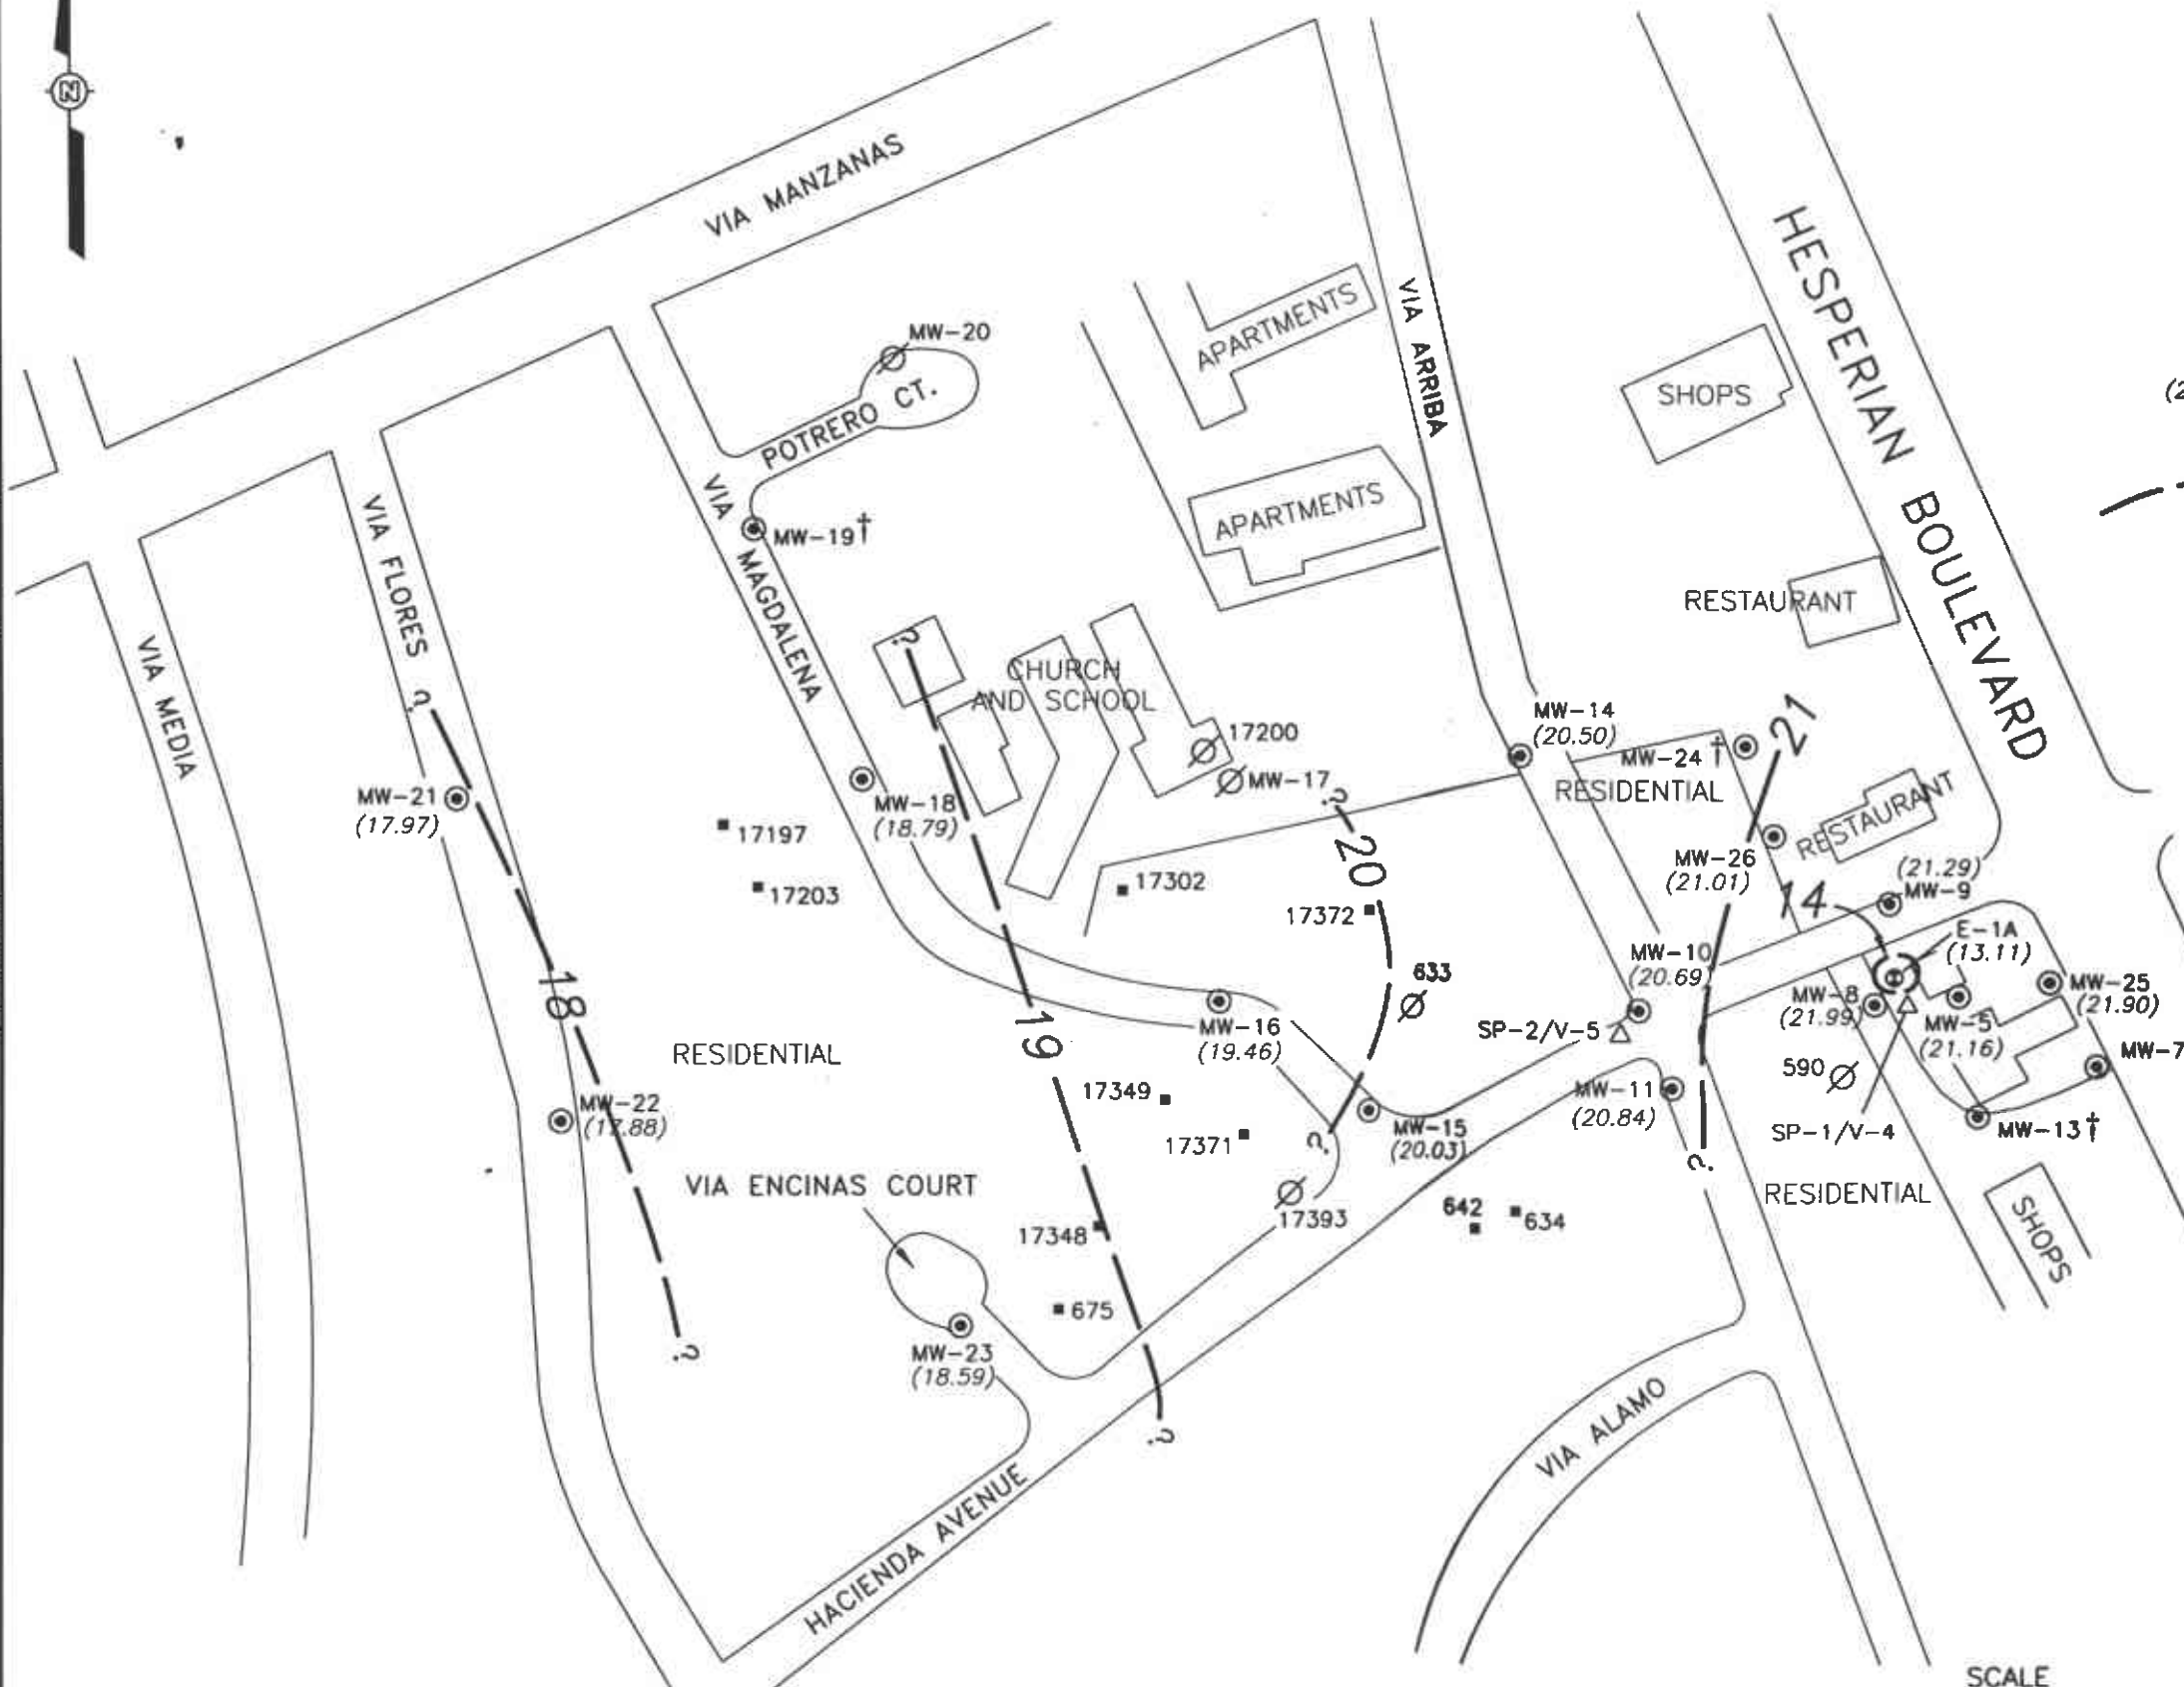 N
VIA MANZANAS
MW-20
POTRERO CT.
VIA MAGDALENA
MW-19†
APARTMENTS
APARTMENTS
VIA ARRIBA
HESPERIAN BOULEVARD
SHOPS
(2
RESTAURANT
VIA FLORES
VIA MEDIA
?
?
CHURCH
AND SCHOOL
17200
MW-17
MW-14
(20.50)
MW-24 †
21
RESIDENTIAL
RESTAURANT
MW-21
(17.97)
MW-18
(18.79)
17197
17203
17302
?
20
17372
MW-26
(21.01)
14
(21.29)
MW-9
E-1A
(13.11)
MW-10
(20.69)
633
MW-25
(21.90)
MW-8
(21.99)
MW-5
(21.16)
MW-7
18
19
MW-16
(19.46)
SP-2/V-5
RESIDENTIAL
590
17349
MW-11
(20.84)
MW-22
(17.88)
17371
?
MW-15
(20.03)
SP-1/V-4
MW-13†
?
VIA ENCINAS COURT
17393
17348
642
634
RESIDENTIAL
SHOPS
675
MW-23
(18.59)
?
?
VIA ALAMO
HACIENDA AVENUE
SCALE